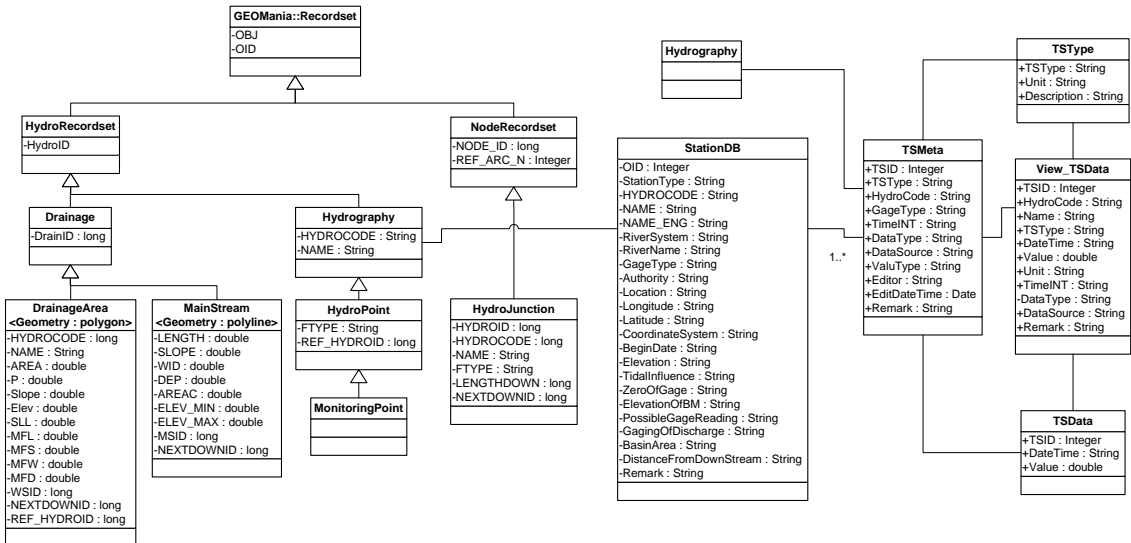 GEOMania::Recordset
-OBJ
-OID
HydroRecordset
-HydroID
NodeRecordset
-NODE_ID : long
-REF_ARC_N : Integer
Drainage
-DrainID : long
Hydrography
-HYDROCODE : String
-NAME : String
DrainageArea
<Geometry : polygon>
-HYDROCODE : long
-NAME : String
-AREA : double
-P : double
-Slope : double
-Elev : double
-SLL : double
-MFL : double
-MFS : double
-MFW : double
-MFD : double
-WSID : long
-NEXTDOWNID : long
-REF_HYDROID : long
MainStream
<Geometry : polyline>
-LENGTH : double
-SLOPE : double
-WID : double
-DEP : double
-AREAC : double
-ELEV_MIN : double
-ELEV_MAX : double
-MSID : long
-NEXTDOWNID : long
HydroPoint
-FTYPE : String
-REF_HYDROID : long
MonitoringPoint
HydroJunction
-HYDROID : long
-HYDROCODE : long
-NAME : String
-FTYPE : String
-LENGTHDOWN : long
-NEXTDOWNID : long
Hydrography
StationDB
-OID : Integer
-StationType : String
-HYDROCODE : String
-NAME : String
-NAME_ENG : String
-RiverSystem : String
-RiverName : String
-GageType : String
-Authority : String
-Location : String
-Longitude : String
-Latitude : String
-CoordinateSystem : String
-BeginDate : String
-Elevation : String
-TidalInfluence : String
-ZeroOfGage : String
-ElevationOfBM : String
-PossibleGageReading : String
-GagingOfDischarge : String
-BasinArea : String
-DistanceFromDownStream : String
-Remark : String
1..*
TSMeta
+TSID : Integer
+TSType : String
+HydroCode : String
+GageType : String
+TimeINT : String
+DataType : String
+DataSource : String
+ValuType : String
+Editor : String
+EditDateTime : Date
+Remark : String
TSType
+TSType : String
+Unit : String
+Description : String
View_TSData
+TSID : Integer
+HydroCode : String
+Name : String
+TSType : String
+DateTime : String
+Value : double
+Unit : String
+TimeINT : String
-DataType : String
+DataSource : String
+Remark : String
TSData
+TSID : Integer
+DateTime : String
+Value : double